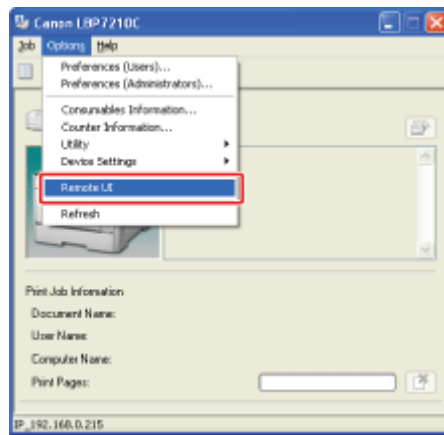 Canon LBP7210C
Job Options Help
Preferences (Users)...
Preferences (Administrators)...
Consumables Information...
Counter Information...
Utility
Device Settings
Remote UI
Refresh
Print Job Information
Document Name:
User Name:
Computer Name:
Print Pages:
IP_192.168.0.215